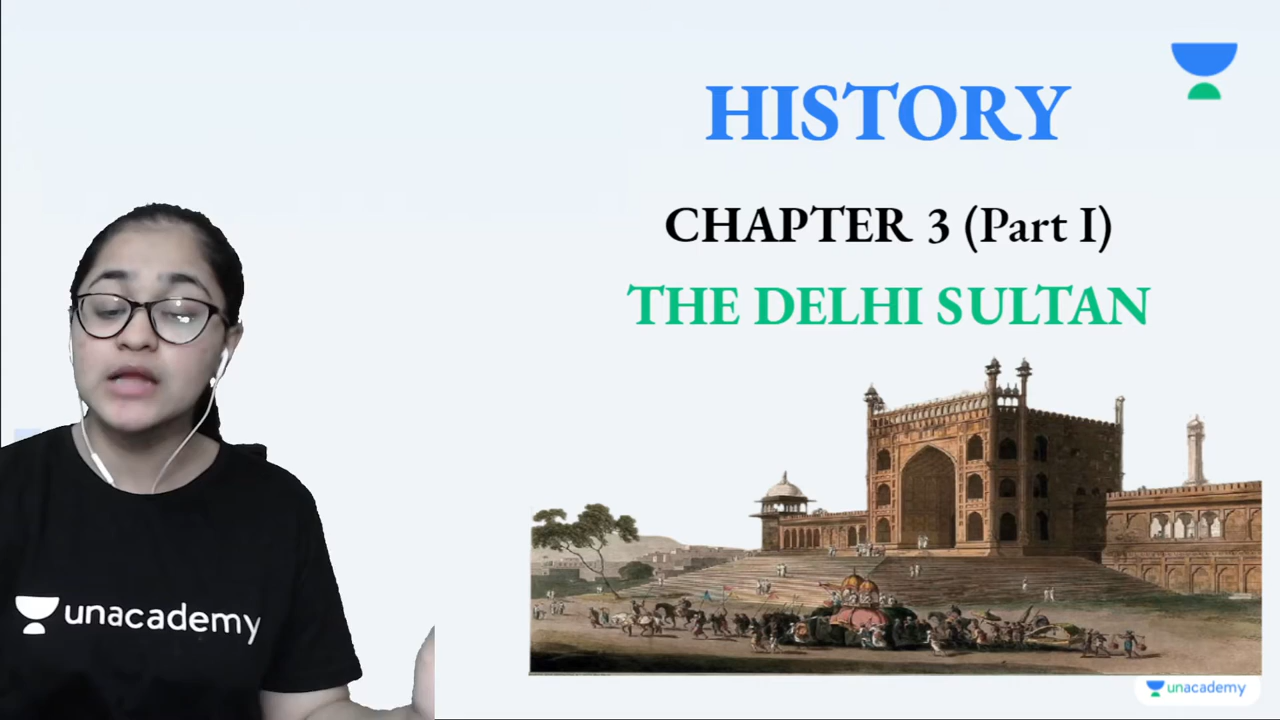 HISTORY
CHAPTER 3 (Part I)
THE DELHI SULTAN
unacademy
unacademy